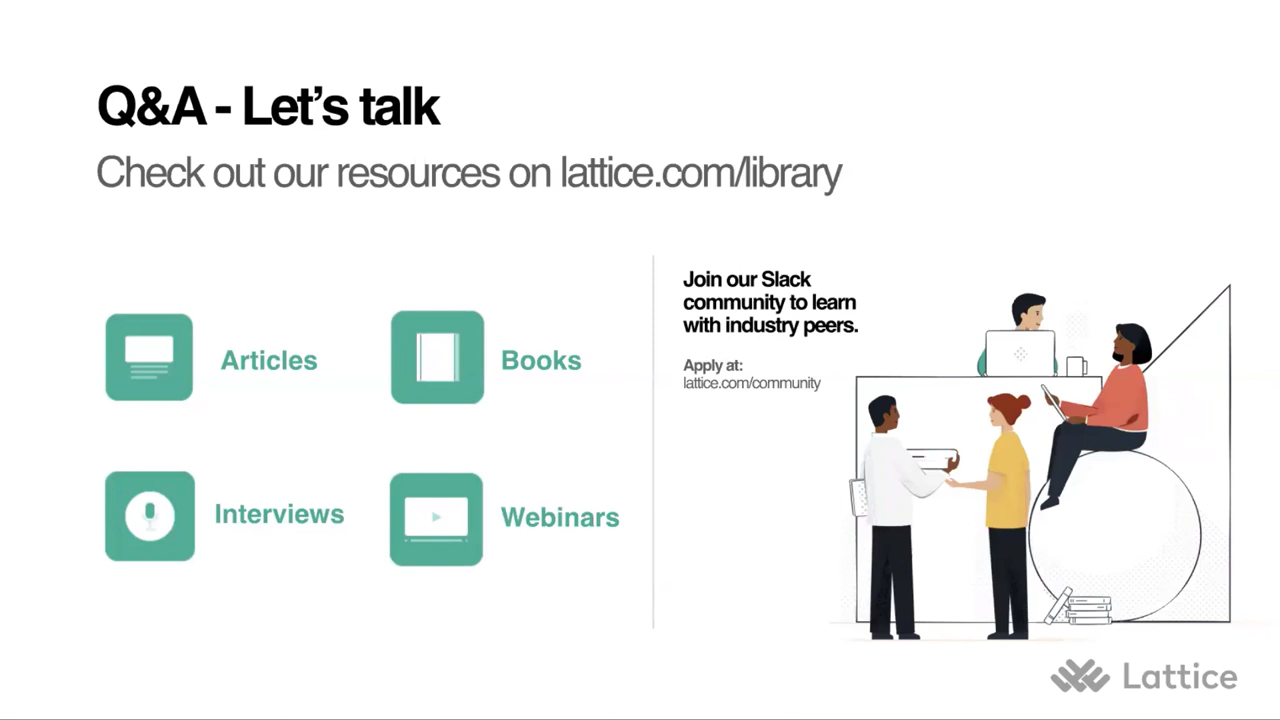 Q&A - Let's talk
Check out our resources on lattice.com/library
Articles
Books
Interviews
Webinars
Join our Slack
community to learn
with industry peers.
Apply at:
lattice.com/community
Lattice